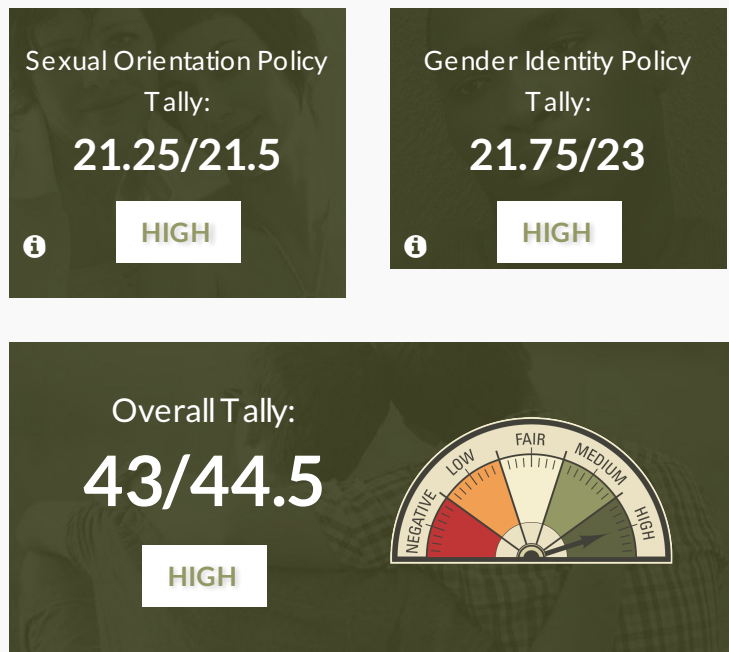 Sexual Orientation Policy
Tally:
21.25/21.5
HIGH
Gender Identity Policy
Tally:
21.75/23
HIGH
Overall Tally:
43/44.5
HIGH
NEGATIVE
LOW
FAIR
MEDIUM
HIGH